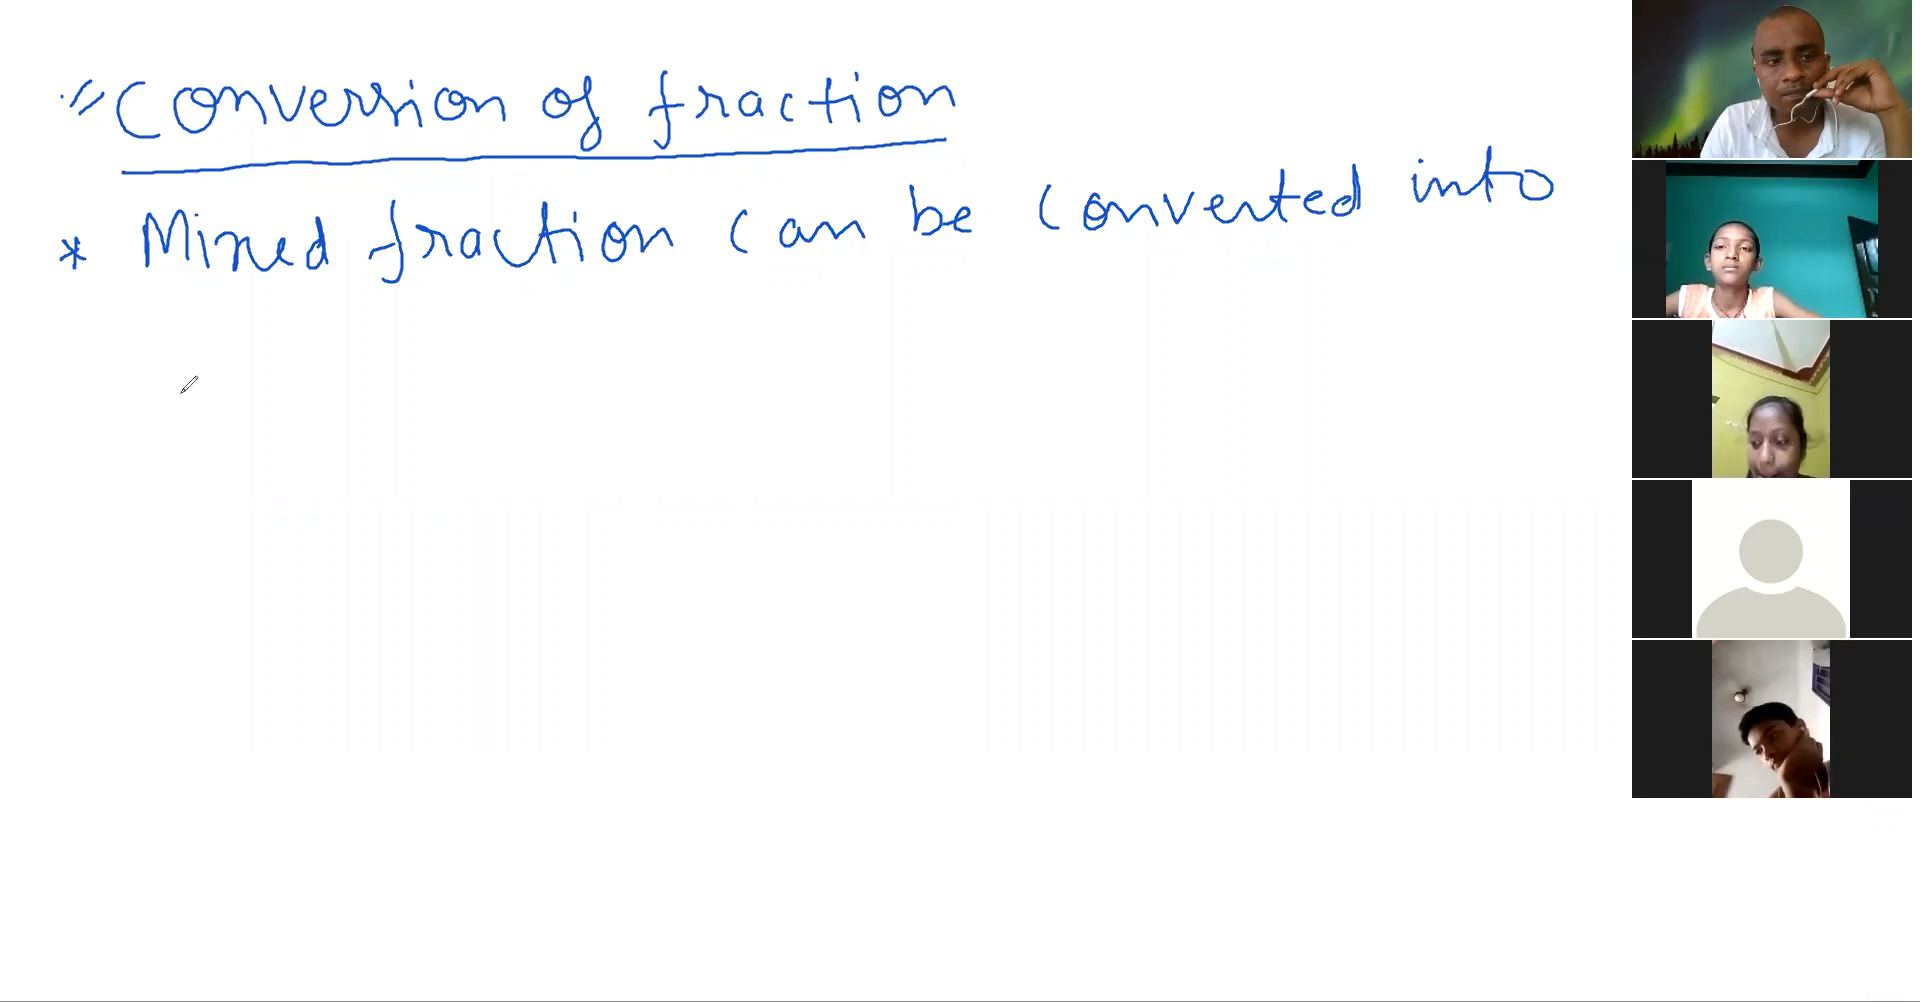 Conversion of fraction
* Mixed fraction can be converted into